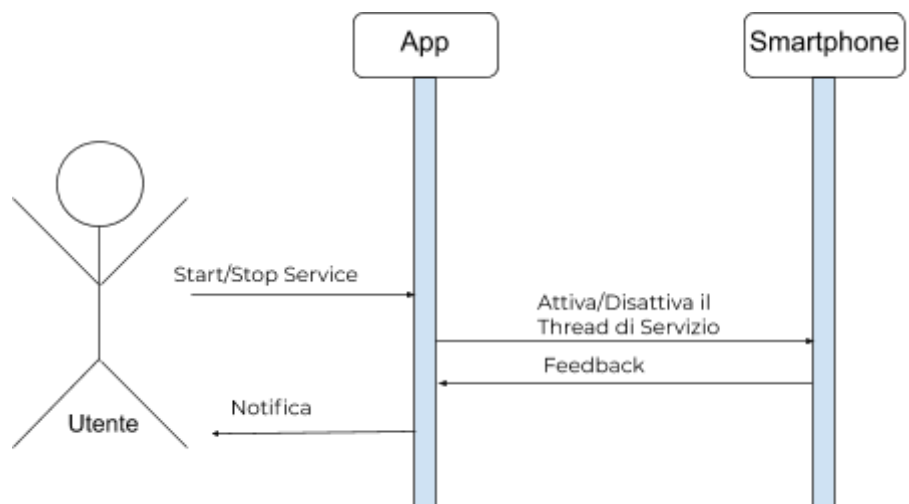 App
Smartphone
Start/Stop Service
Attiva/Disattiva il
Thread di Servizio
Feedback
Notifica
Utente